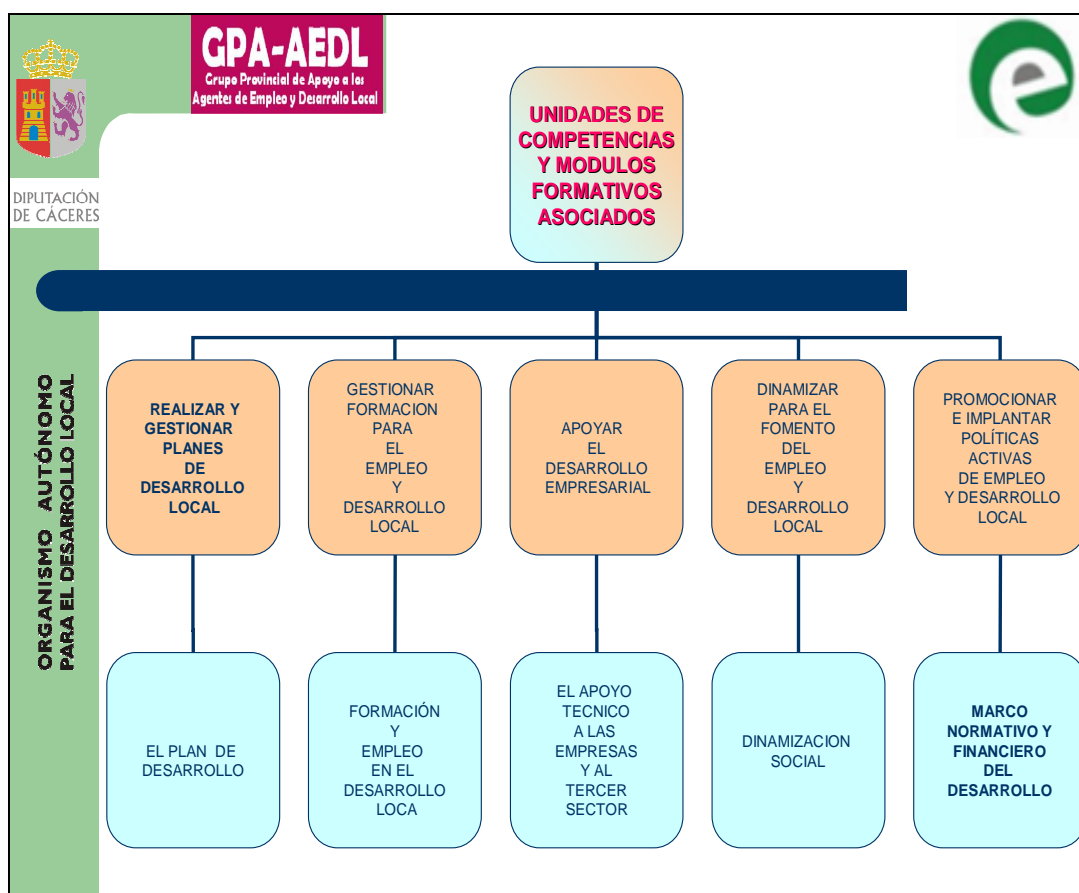 GPA-AEDL
Grupo Provincial de Apoyo a los
Agentes de Empleo y Desarrollo Local
e
DIPUTACIÓN
DE CÁCERES
ORGANISMO AUTÓNOMO
PARA EL DESARROLLO LOCAL
UNIDADES DE
COMPETENCIAS
Y MODULOS
FORMATIVOS
ASOCIADOS
REALIZAR Y
GESTIONAR
PLANES
DE
DESARROLLO
LOCAL
GESTIONAR
FORMACION
PARA
EL
EMPLEO
Y
DESARROLLO
LOCAL
APOYAR
EL
DESARROLLO
EMPRESARIAL
DINAMIZAR
PARA EL
FOMENTO
DEL
EMPLEO
Y
DESARROLLO
LOCAL
PROMOCIONAR
E IMPLANTAR
POLÍTICAS
ACTIVAS
DE EMPLEO
Y DESARROLLO
LOCAL
EL PLAN DE
DESARROLLO
FORMACIÓN
Y
EMPLEO
EN EL
DESARROLLO
LOCA
EL APOYO
TECNICO
A LAS
EMPRESAS
Y AL
TERCER
SECTOR
DINAMIZACION
SOCIAL
MARCO
NORMATIVO Y
FINANCIERO
DEL
DESARROLLO